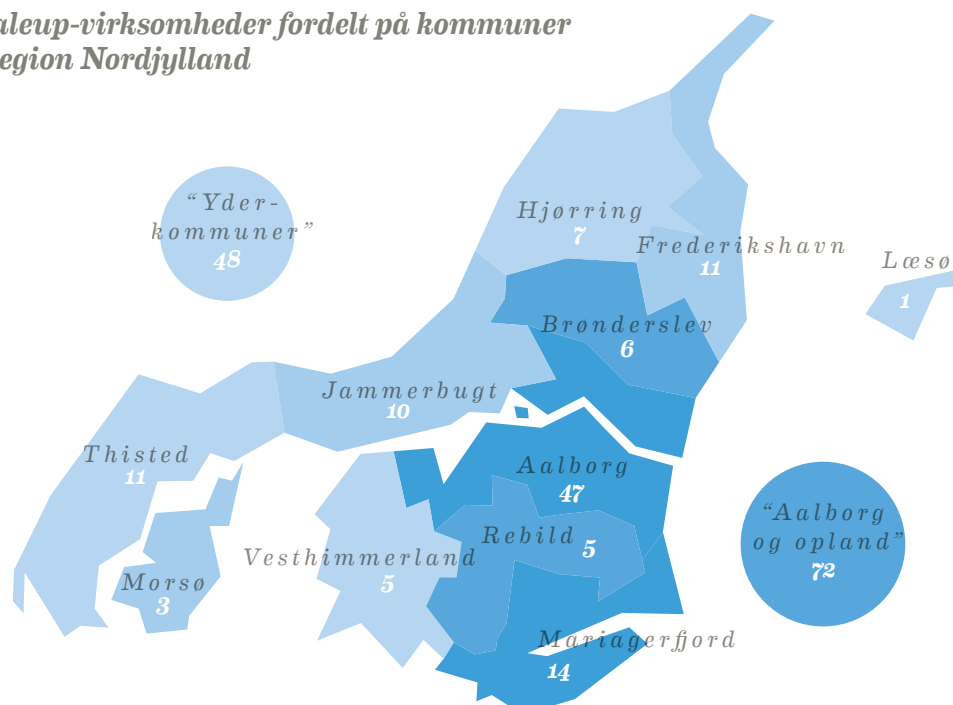 aleup-virksomheder fordelt på kommuner
egion Nordjylland
“Yder-
kommuner”
48
Hjørring
7
Frederikshavn
11
Læsø
1
Brønderslev
6
Jammerbugt
10
Thisted
11
Aalborg
47
“Aalborg
og opland”
72
Rebild 5
Vesthimmerland
5
Morsø
3
Mariagerfjord
14